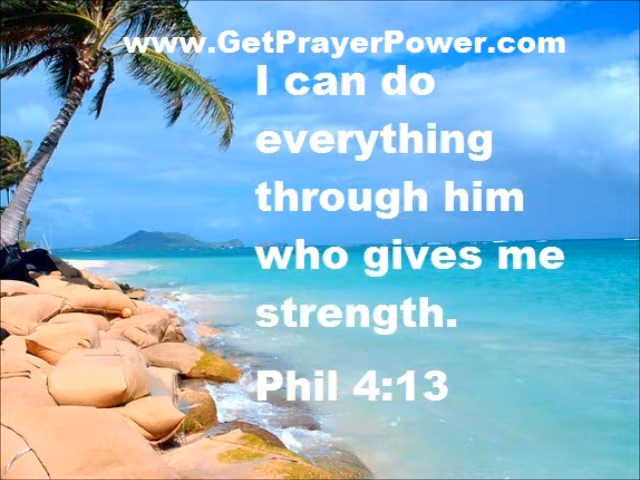 www.GetPrayerPower.com
I can do
everything
through him
who gives me
strength.
Phil 4:13